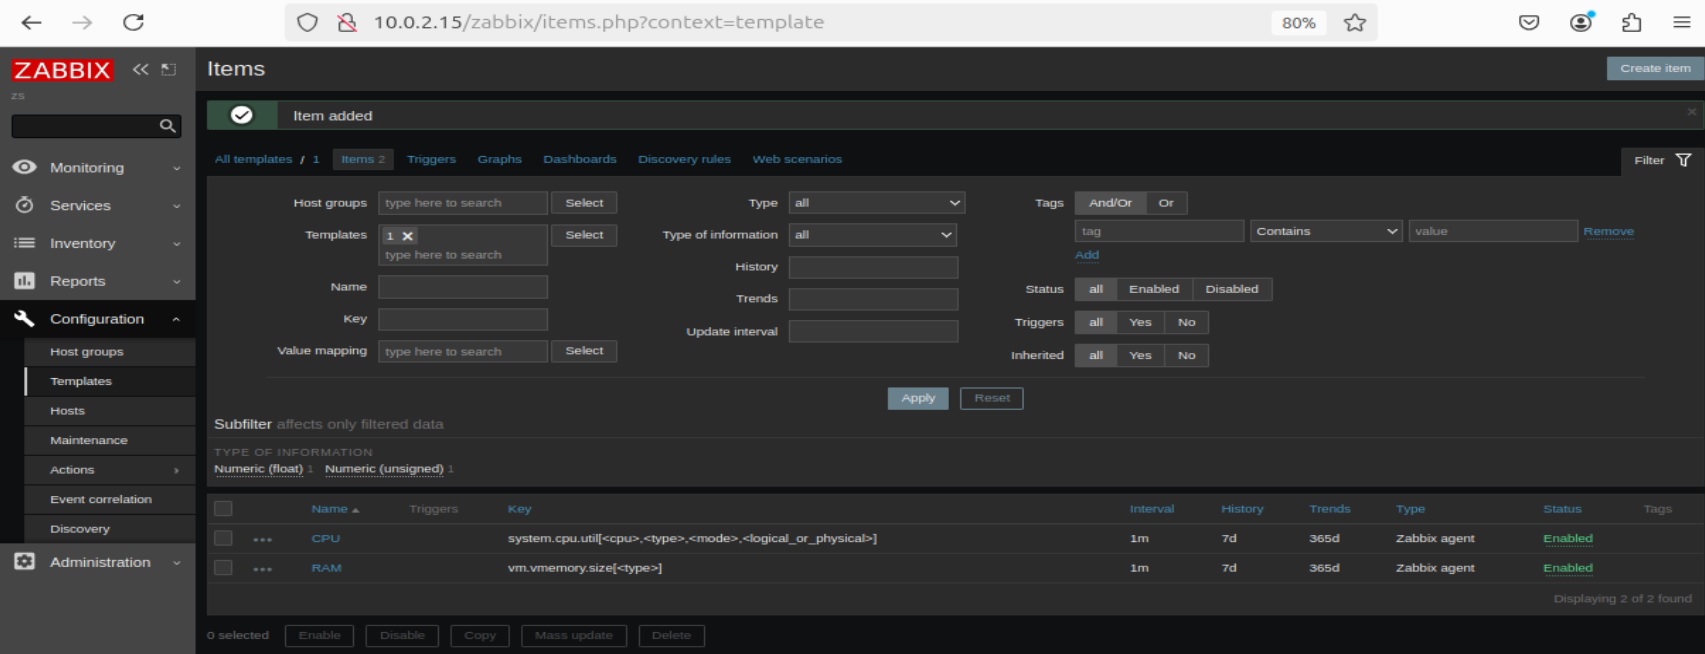 10.0.2.15/zabbix/items.php?context=template
80%
ZABBIX
zs
Monitoring
Services
Inventory
Reports
Configuration
Host groups
Templates
Hosts
Maintenance
Actions
Event correlation
Discovery
Administration
Items
Create item
Item added
All templates / 1 Items 2 Triggers Graphs Dashboards Discovery rules Web scenarios
Filter
Host groups type here to search Select
Templates 1 Select
type here to search
Name
Key
Value mapping type here to search Select
Type all
Type of information all
History
Trends
Update interval
Tags And/Or Or
tag Contains value Remove
Add
Status all Enabled Disabled
Triggers all Yes No
Inherited all Yes No
Apply Reset
Subfilter affects only filtered data
TYPE OF INFORMATION
Numeric (float) 1 Numeric (unsigned) 1
Name Triggers Key Interval History Trends Type Status Tags
CPU system.cpu.util[<cpu>,<type>,<mode>,<logical_or_physical>] 1m 7d 365d Zabbix agent Enabled
RAM vm.vmemory.size[<type>] 1m 7d 365d Zabbix agent Enabled
Displaying 2 of 2 found
0 selected Enable Disable Copy Mass update Delete